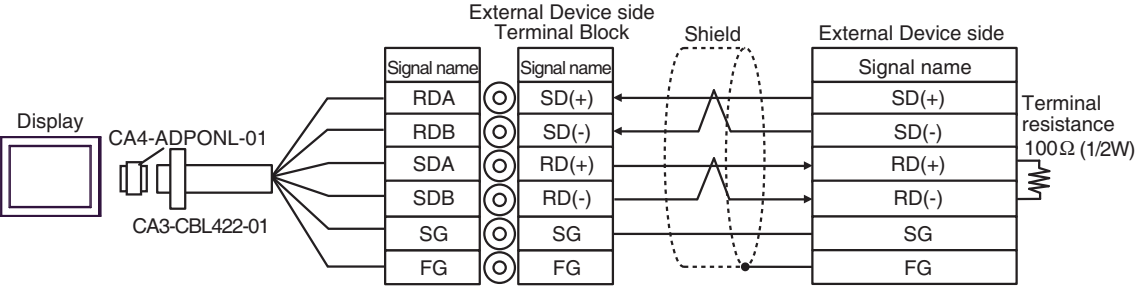 External Device side
Terminal Block
Shield
External Device side
Signal name
Signal name
Signal name
RDA
SD(+)
SD(+)
RDB
SD(-)
SD(-)
SDA
RD(+)
RD(+)
SDB
RD(-)
RD(-)
SG
SG
SG
FG
FG
FG
Display
CA4-ADPONL-01
CA3-CBL422-01
Terminal
resistance
100Ω (1/2W)